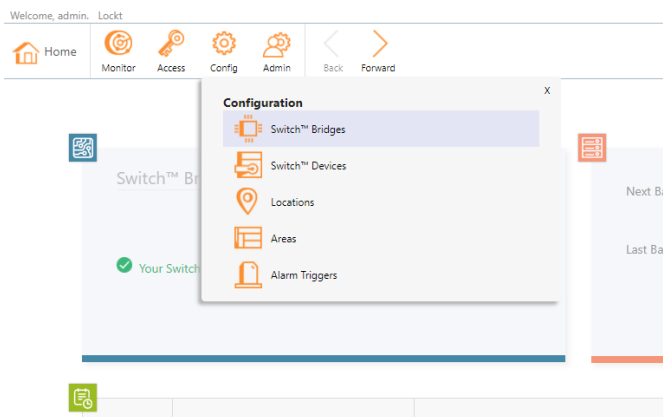 Welcome, admin. Lockt
Home
Monitor Access Config Admin Back Forward
X
Configuration
Switch™ Bridges
Switch™ Devices
Locations
Areas
Alarm Triggers
Switch™ Br
Your Switch
Next Ba
Last Ba